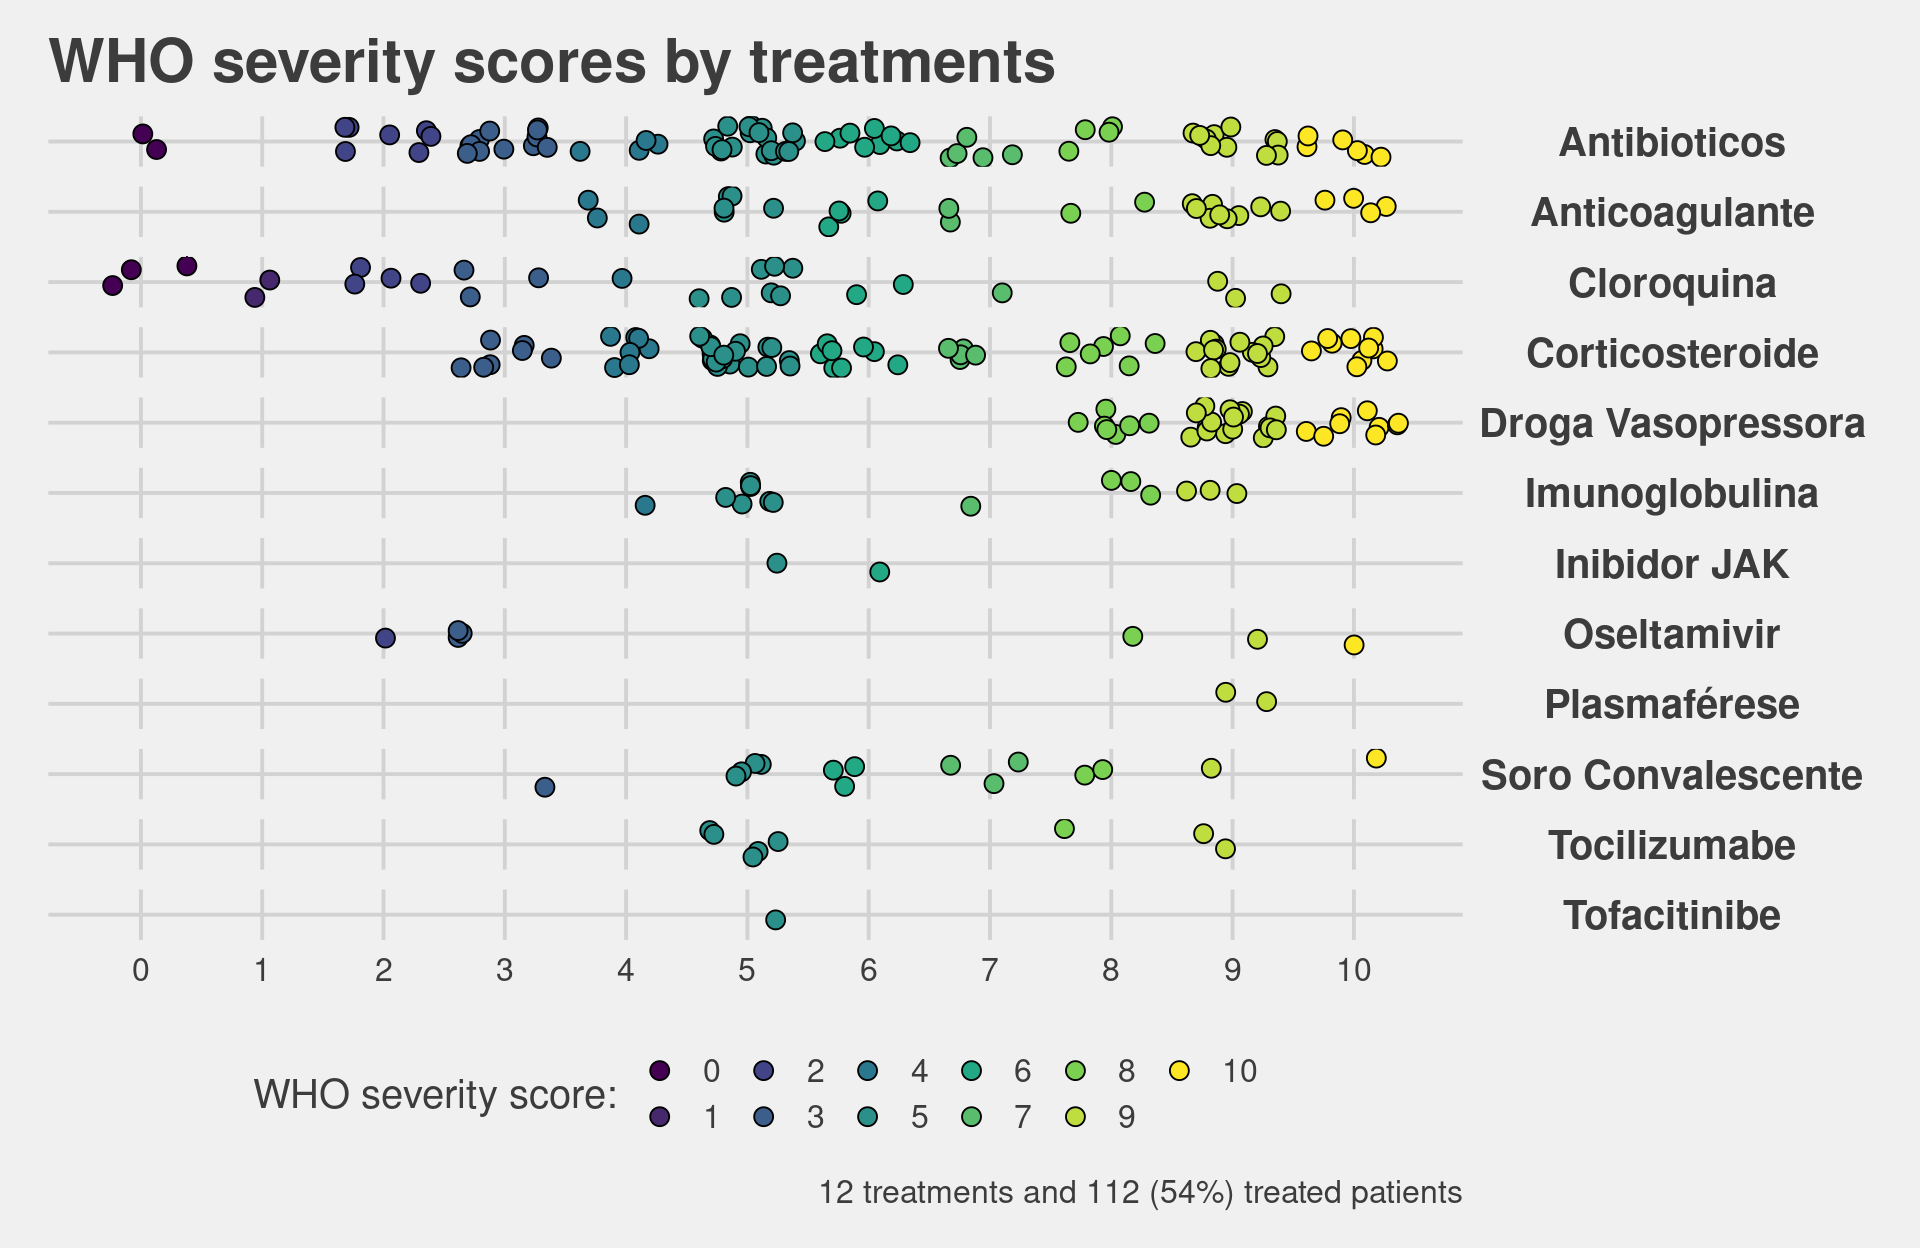 WHO severity scores by treatments
Antibioticos
Anticoagulante
Cloroquina
Corticosteroide
Droga Vasopressora
Imunoglobulina
Inibidor JAK
Oseltamivir
Plasmaférese
Soro Convalescente
Tocilizumabe
Tofacitinibe
0 1 2 3 4 5 6 7 8 9 10
WHO severity score:
0 2 4 6 8 10
1 3 5 7 9
12 treatments and 112 (54%) treated patients